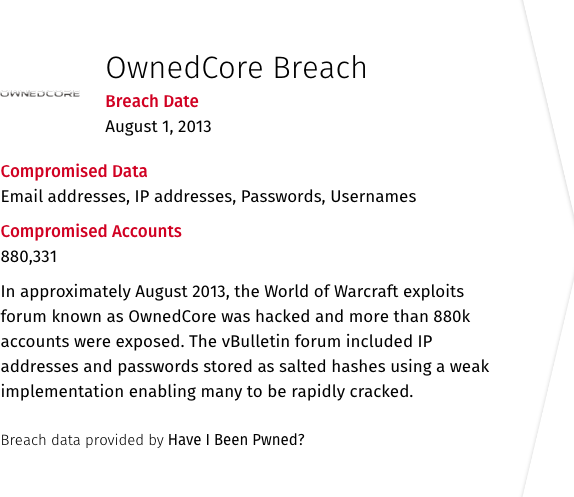 OwnedCore Breach
OWNEDCORE
Breach Date
August 1, 2013
Compromised Data
Email addresses, IP addresses, Passwords, Usernames
Compromised Accounts
880,331
In approximately August 2013, the World of Warcraft exploits
forum known as OwnedCore was hacked and more than 880k
accounts were exposed. The vBulletin forum included IP
addresses and passwords stored as salted hashes using a weak
implementation enabling many to be rapidly cracked.
Breach data provided by Have I Been Pwned?